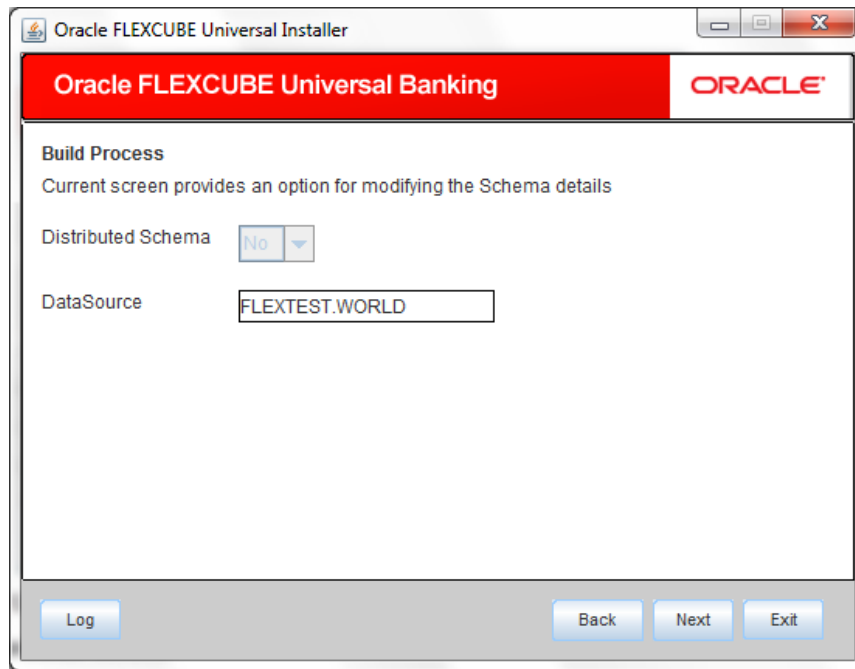 Oracle FLEXCUBE Universal Installer
Oracle FLEXCUBE Universal Banking
ORACLE
Build Process
Current screen provides an option for modifying the Schema details
Distributed Schema No
DataSource FLEXTEST.WORLD
Log Back Next Exit